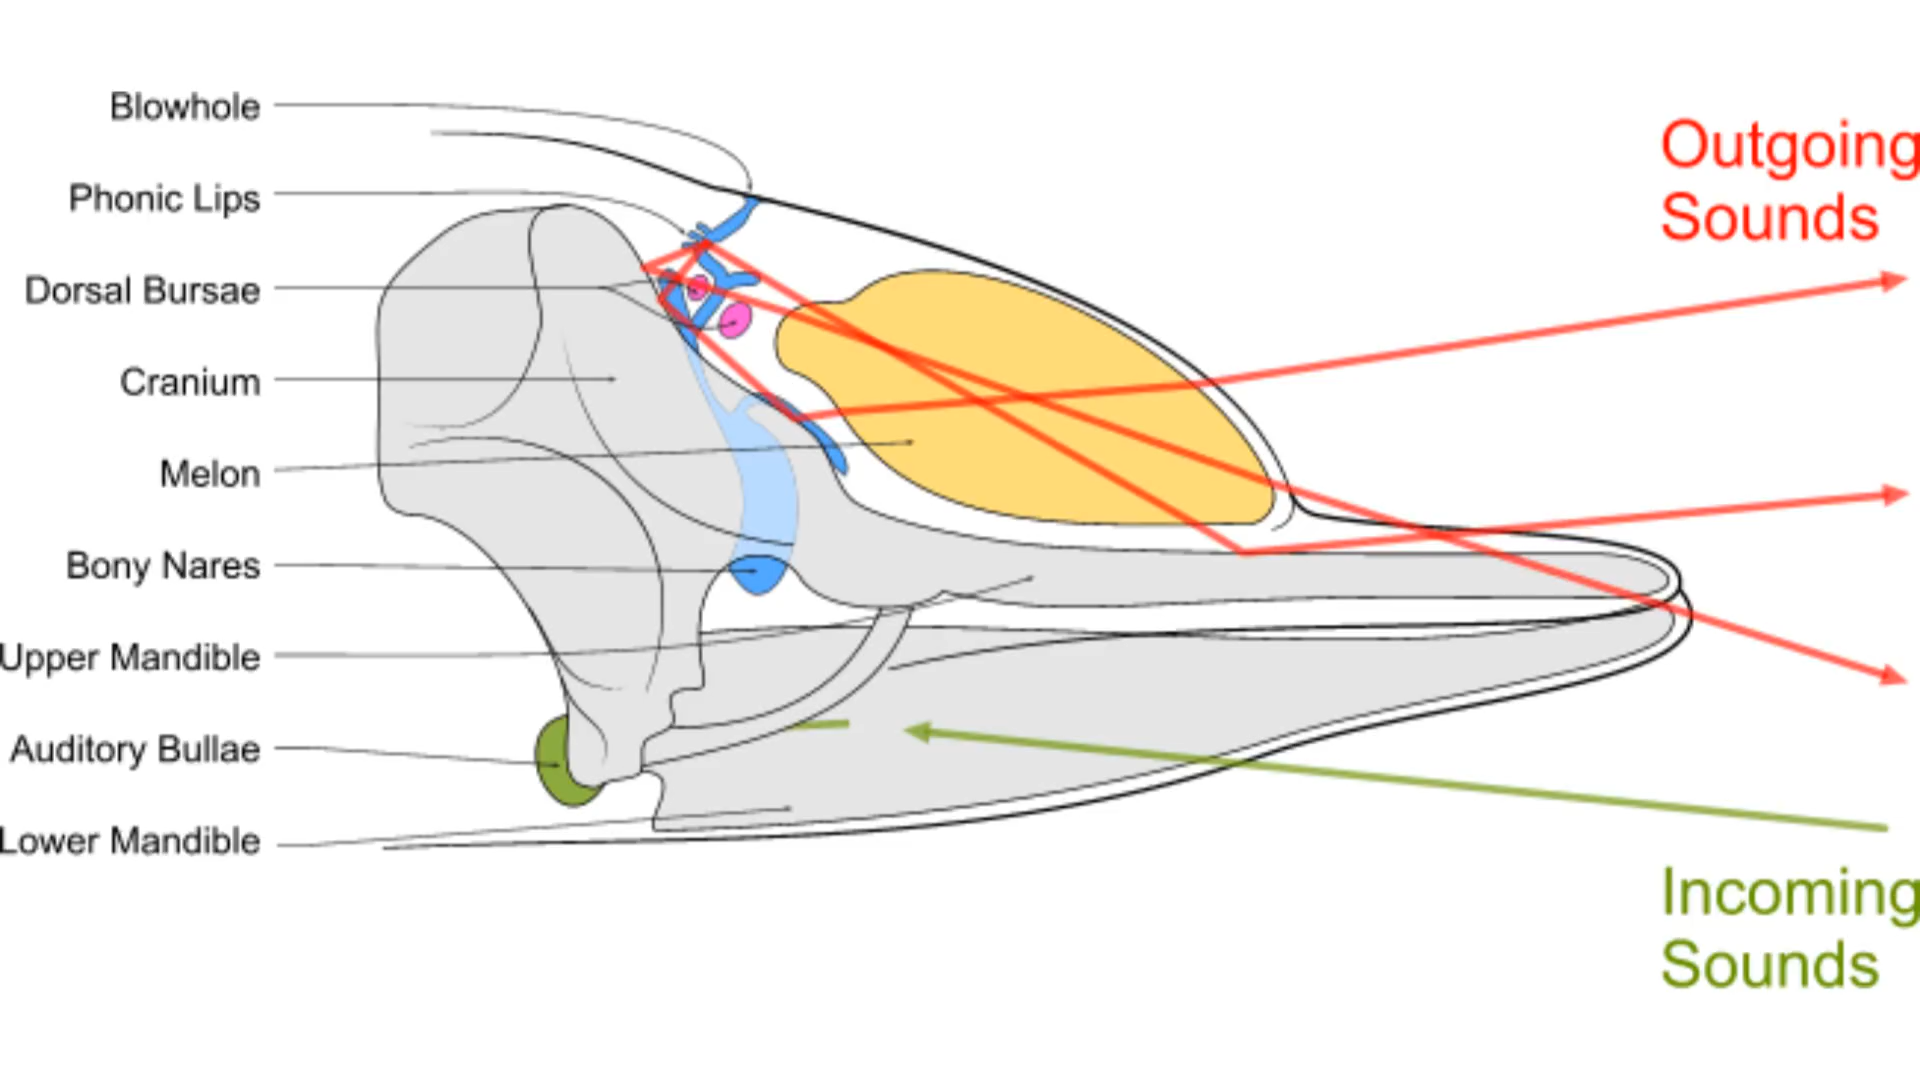 Blowhole
Phonic Lips
Dorsal Bursae
Cranium
Melon
Bony Nares
Upper Mandible
Auditory Bullae
Lower Mandible
Outgoing
Sounds
Incoming
Sounds